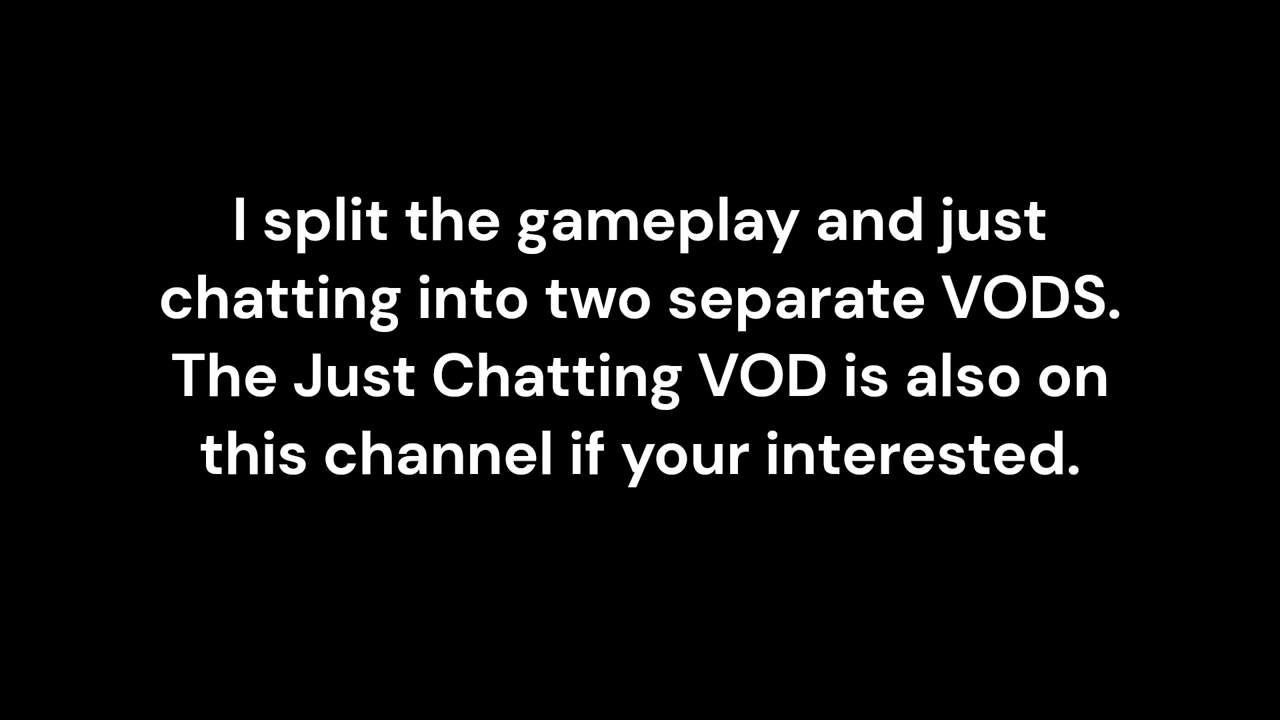 I split the gameplay and just
chatting into two separate VODS.
The Just Chatting VOD is also on
this channel if your interested.